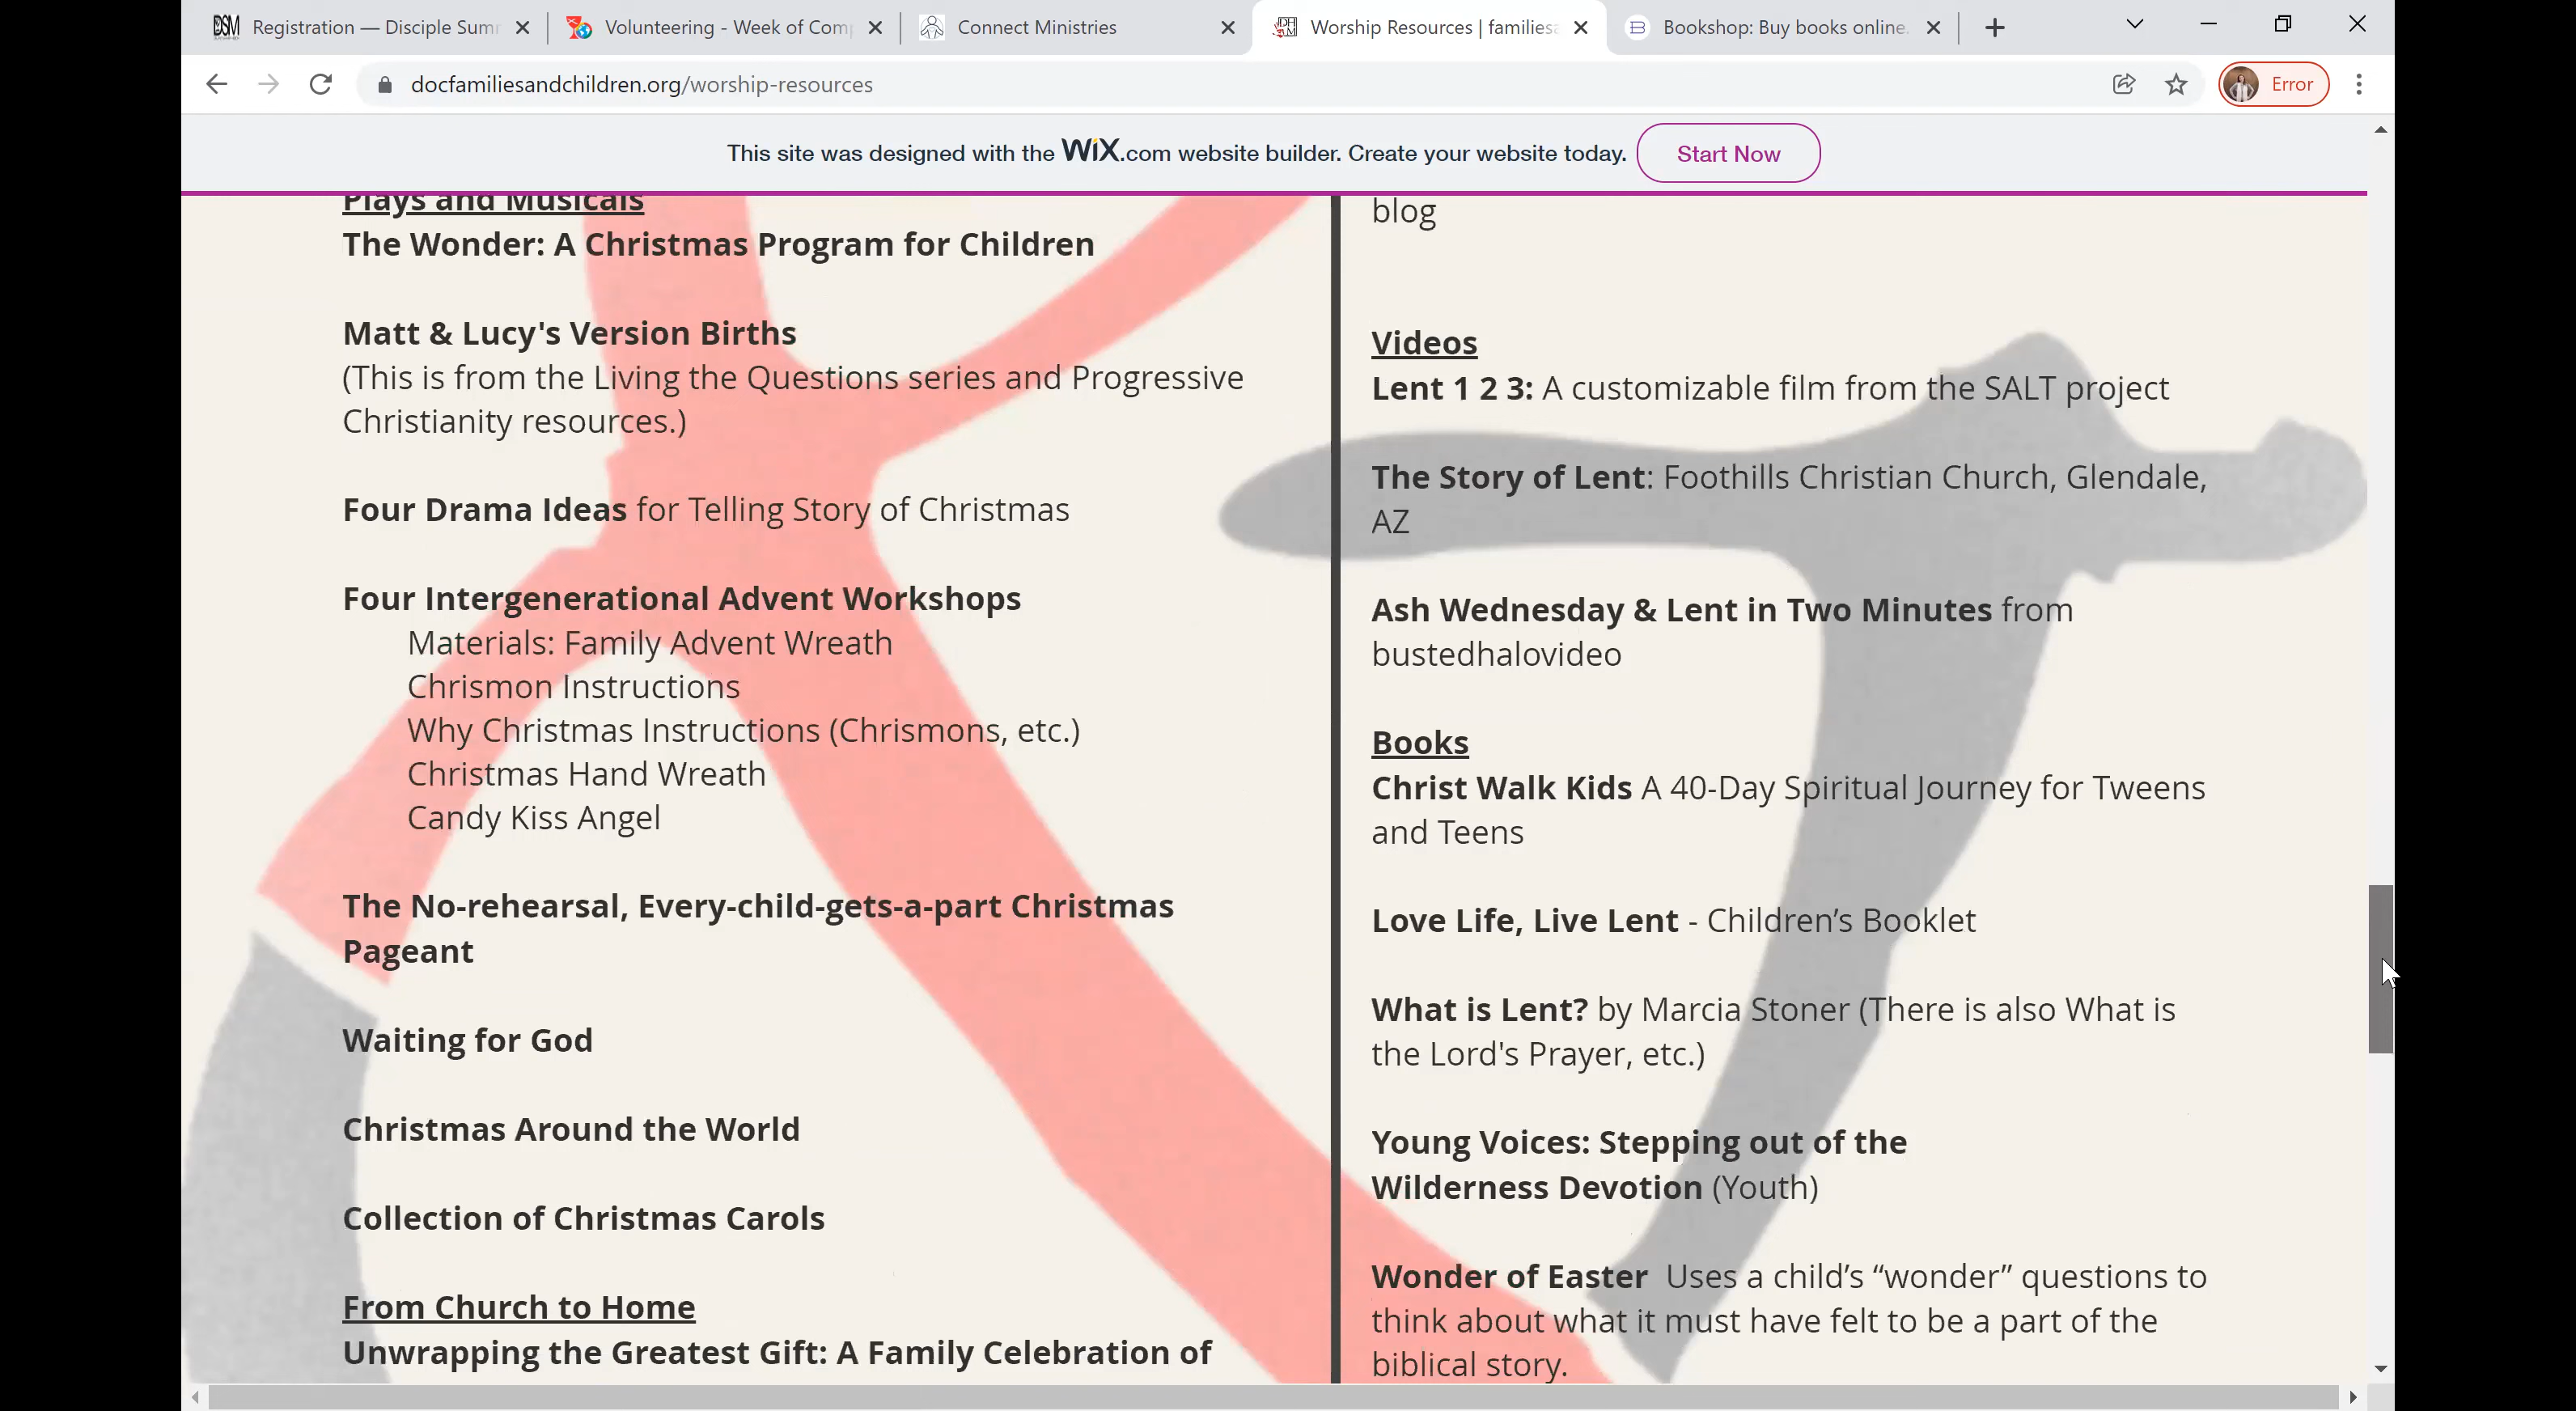 Registration — Disciple Sum
Volunteering - Week of Com
Connect Ministries
Worship Resources | families
Bookshop: Buy books online.
docfamiliesandchildren.org/worship-resources
Error
This site was designed with the WiX.com website builder. Create your website today.
Start Now
Plays and Musicals
The Wonder: A Christmas Program for Children
Matt & Lucy's Version Births
(This is from the Living the Questions series and Progressive
Christianity resources.)
Four Drama Ideas for Telling Story of Christmas
Four Intergenerational Advent Workshops
Materials: Family Advent Wreath
Chrismon Instructions
Why Christmas Instructions (Chrismons, etc.)
Christmas Hand Wreath
Candy Kiss Angel
The No-rehearsal, Every-child-gets-a-part Christmas
Pageant
Waiting for God
Christmas Around the World
Collection of Christmas Carols
From Church to Home
Unwrapping the Greatest Gift: A Family Celebration of
blog
Videos
Lent 1 2 3: A customizable film from the SALT project
The Story of Lent: Foothills Christian Church, Glendale,
AZ
Ash Wednesday & Lent in Two Minutes from
bustedhalovideo
Books
Christ Walk Kids A 40-Day Spiritual Journey for Tweens
and Teens
Love Life, Live Lent - Children’s Booklet
What is Lent? by Marcia Stoner (There is also What is
the Lord's Prayer, etc.)
Young Voices: Stepping out of the
Wilderness Devotion (Youth)
Wonder of Easter Uses a child’s “wonder” questions to
think about what it must have felt to be a part of the
biblical story.